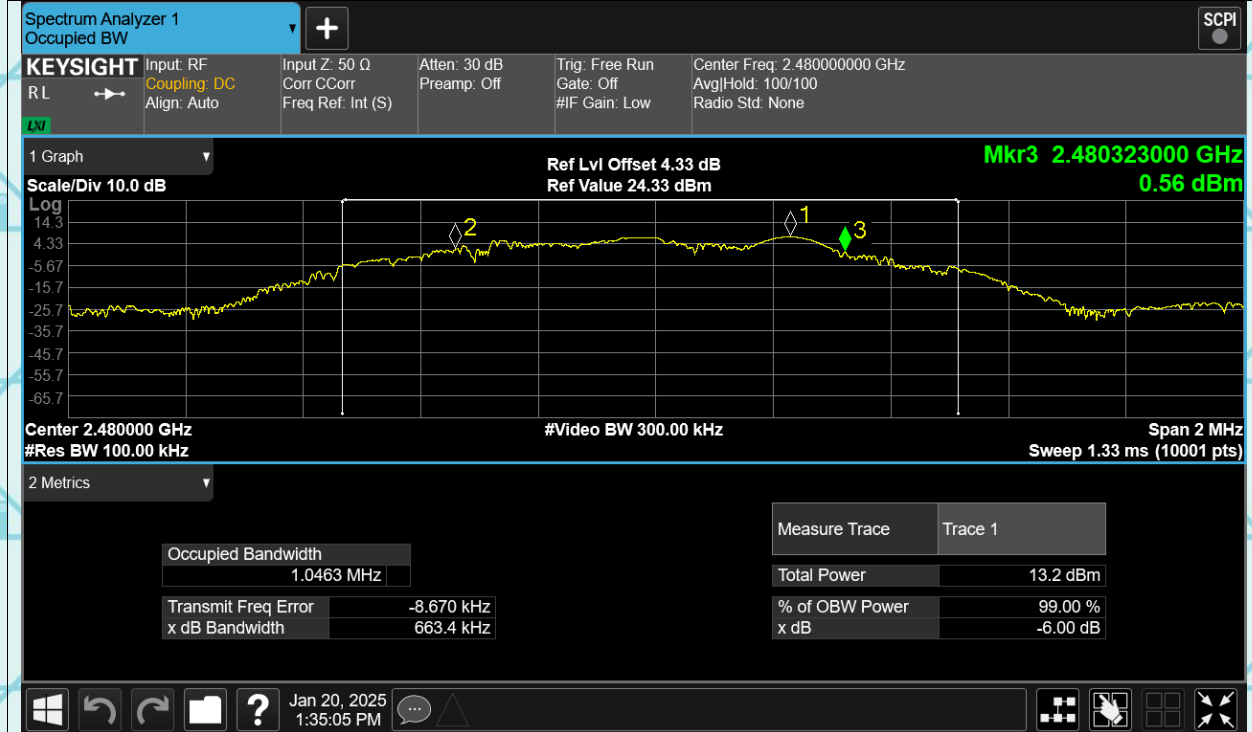 Spectrum Analyzer 1
Occupied BW
▼
+
SCPI
KEYSIGHT
RL
LXI
Input: RF
Coupling: DC
Align: Auto
Input Z: 50 Ω
Corr CCorr
Freq Ref: Int (S)
Atten: 30 dB
Preamp: Off
Trig: Free Run
Gate: Off
#IF Gain: Low
Center Freq: 2.480000000 GHz
Avg|Hold: 100/100
Radio Std: None
1 Graph ▼
Scale/Div 10.0 dB
Ref Lvl Offset 4.33 dB
Ref Value 24.33 dBm
Mkr3 2.480323000 GHz
0.56 dBm
Log
14.3
4.33
-5.67
-15.7
-25.7
-35.7
-45.7
-55.7
-65.7
2
1
3
Center 2.480000 GHz
#Res BW 100.00 kHz
#Video BW 300.00 kHz
Span 2 MHz
Sweep 1.33 ms (10001 pts)
2 Metrics ▼
Occupied Bandwidth
1.0463 MHz
Transmit Freq Error -8.670 kHz
x dB Bandwidth 663.4 kHz
Measure Trace Trace 1
Total Power 13.2 dBm
% of OBW Power 99.00 %
x dB -6.00 dB
?
Jan 20, 2025
1:35:05 PM